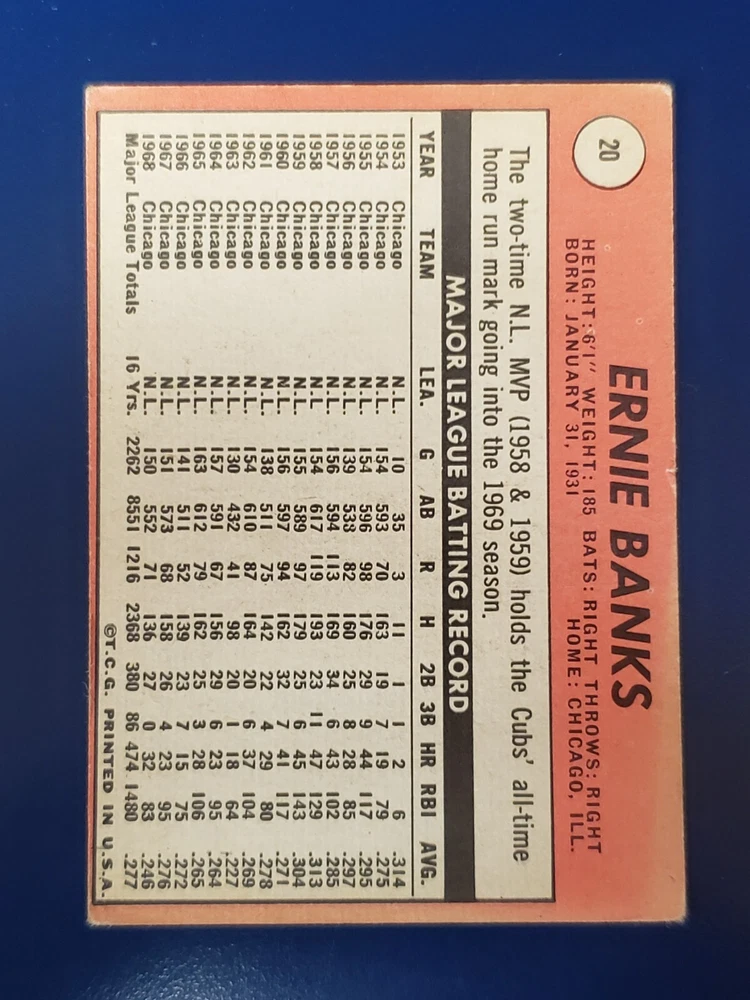 20
ERNIE BANKS
HEIGHT: 6'1" WEIGHT: 185 BATS: RIGHT THROWS: RIGHT
BORN: JANUARY 31, 1931 HOME: CHICAGO, ILL.
The two-time N.L. MVP (1958 & 1959) holds the Cubs' all-time
home run mark going into the 1969 season.
MAJOR LEAGUE BATTING RECORD
YEAR TEAM LEA. G AB R H 2B 3B HR RBI AVG.
1953 Chicago N.L. 10 35 3 11 1 1 2 6 .314
1954 Chicago N.L. 154 593 70 163 19 7 19 79 .275
1955 Chicago N.L. 154 596 98 176 29 9 44 117 .295
1956 Chicago N.L. 139 538 82 160 25 8 28 85 .297
1957 Chicago N.L. 156 594 113 169 34 6 43 102 .285
1958 Chicago N.L 154 617 119 193 23 11 47 129 .313
1959 Chicago N.L. 155 589 97 179 25 6 45 143 .304
1960 Chicago N.L. 156 597 94 162 32 7 41 117 .271
1961 Chicago N.L. 138 511 75 142 22 4 29 80 .278
1962 Chicago N.L. 154 610 87 164 20 6 37 104 .269
1963 Chicago N.L. 130 432 41 98 20 1 18 64 .227
1964 Chicago N.L. 157 591 67 156 29 6 23 95 .264
1965 Chicago N.L. 163 612 79 162 25 3 28 106 .265
1966 Chicago N.L. 141 511 52 139 23 7 15 75 .272
1967 Chicago N.L. 151 573 68 158 26 4 23 95 .276
1968 Chicago N.L. 150 552 71 136 27 0 32 83 .246
Major League Totals 16 Yrs. 2262 8551 1216 2368 380 86 474 1480 .277
©T.C.G. PRINTED IN U.S.A.